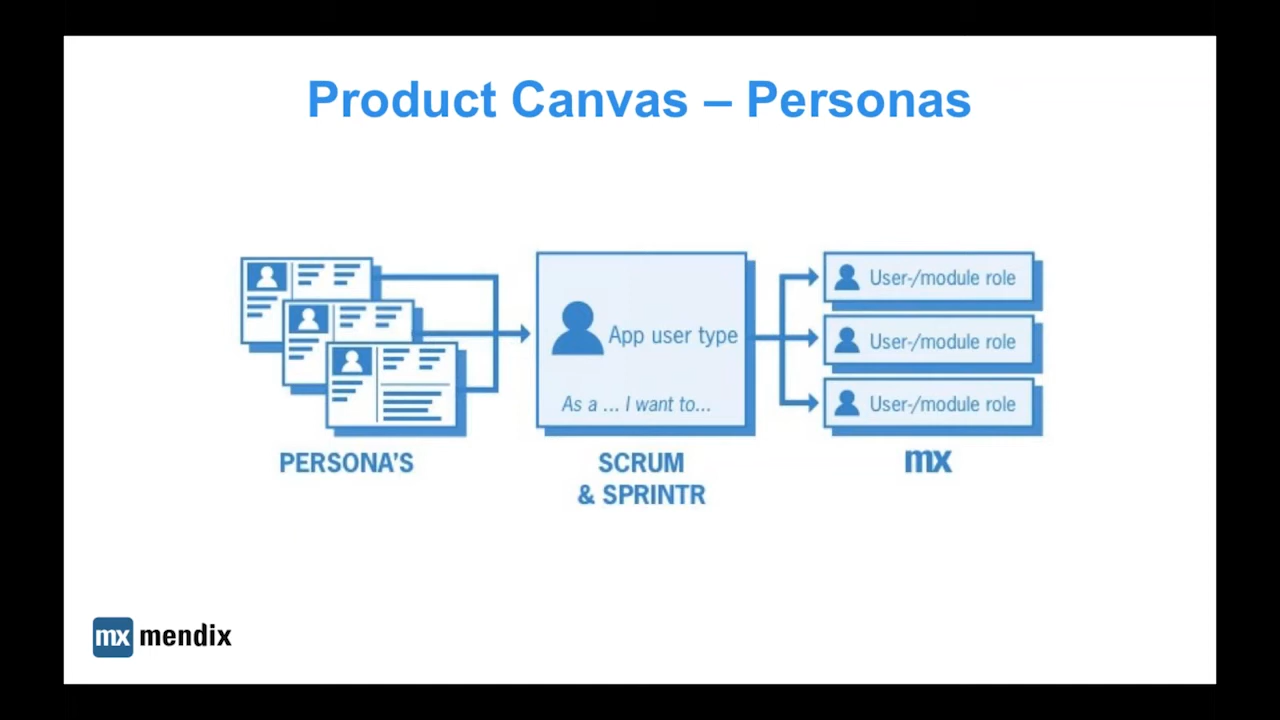 Product Canvas – Personas
App user type
As a ... I want to...
User-/module role
User-/module role
User-/module role
PERSONA'S
SCRUM
& SPRINTR
mx
mx mendix